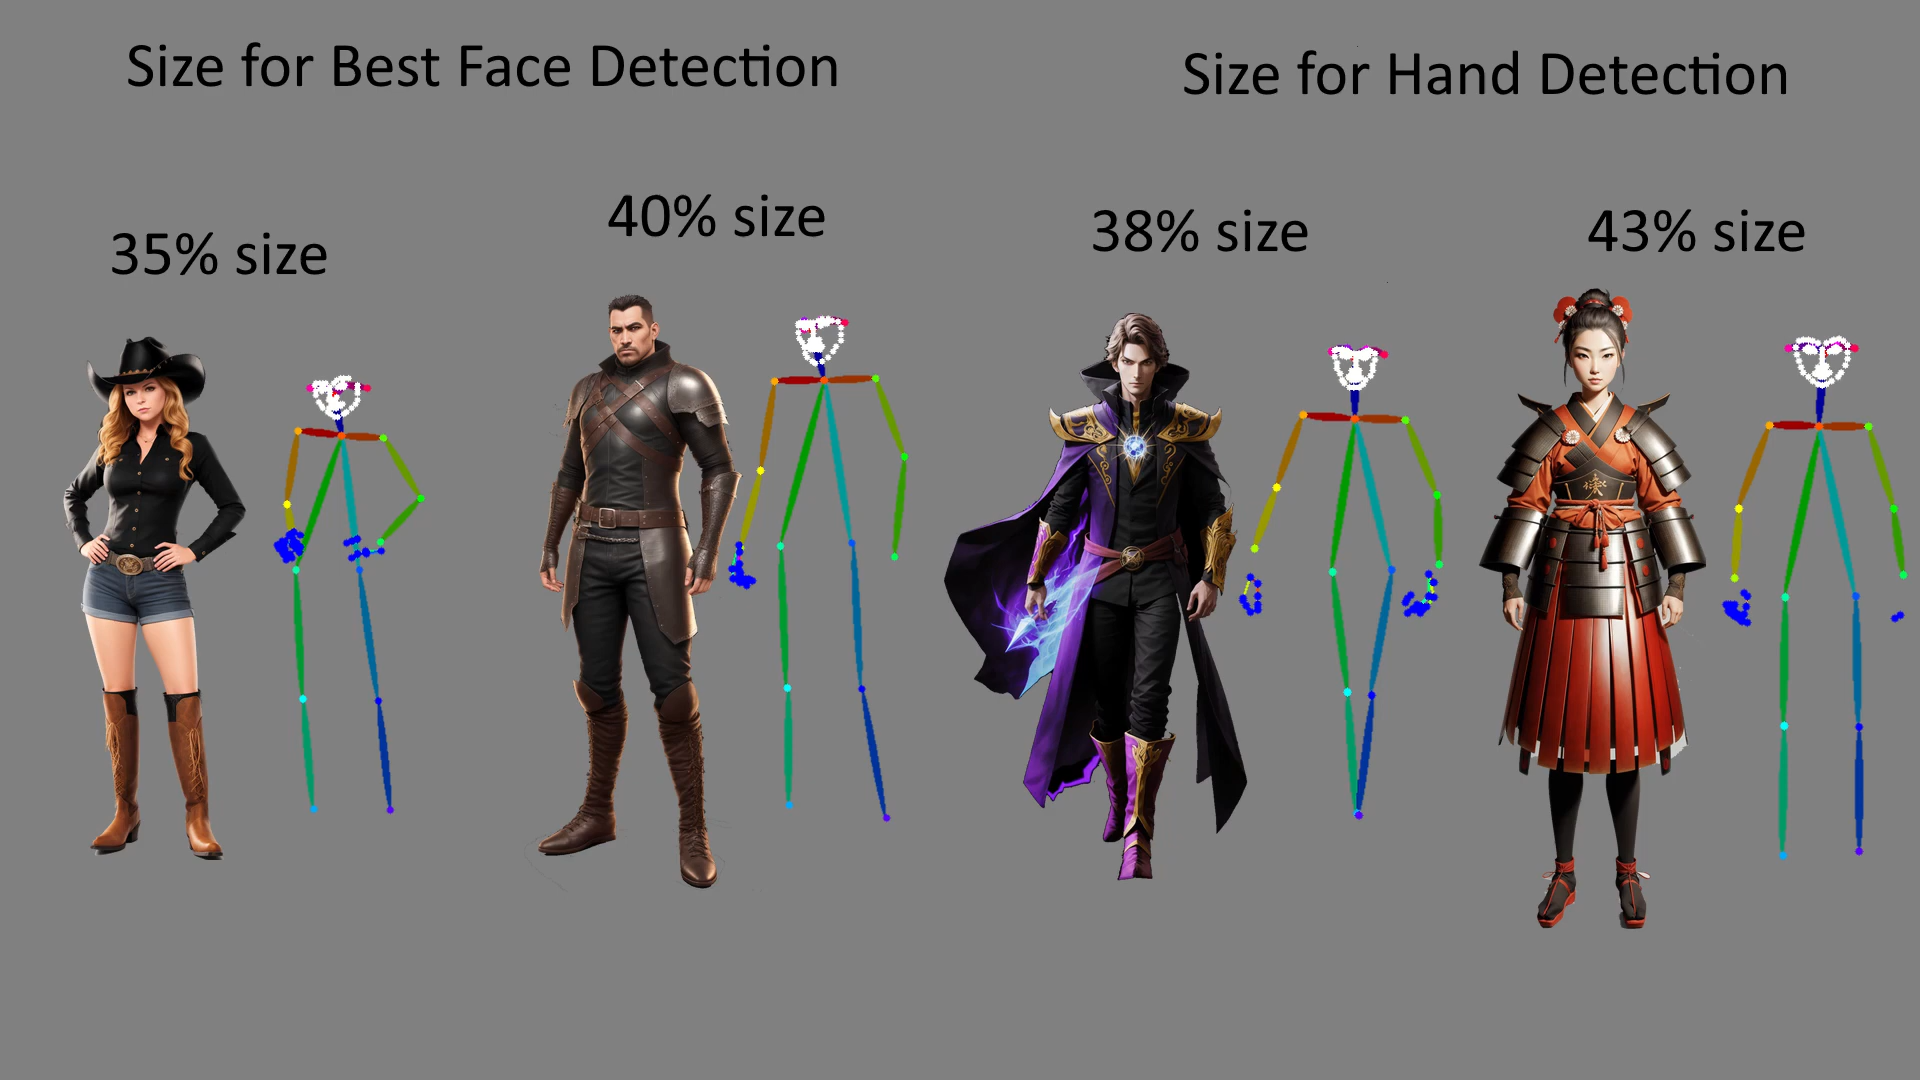 Size for Best Face Detection
Size for Hand Detection
35% size
40% size
38% size
43% size